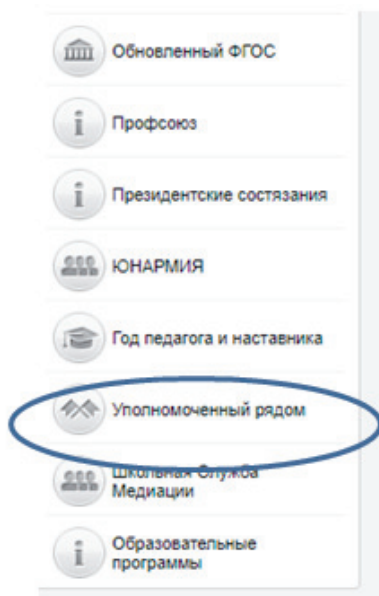 Обновленный ФГОС
Профсоюз
Президентские состязания
ЮНАРМИЯ
Год педагога и наставника
Уполномоченный рядом
Школьная Служба
Медиации
Образовательные
программы